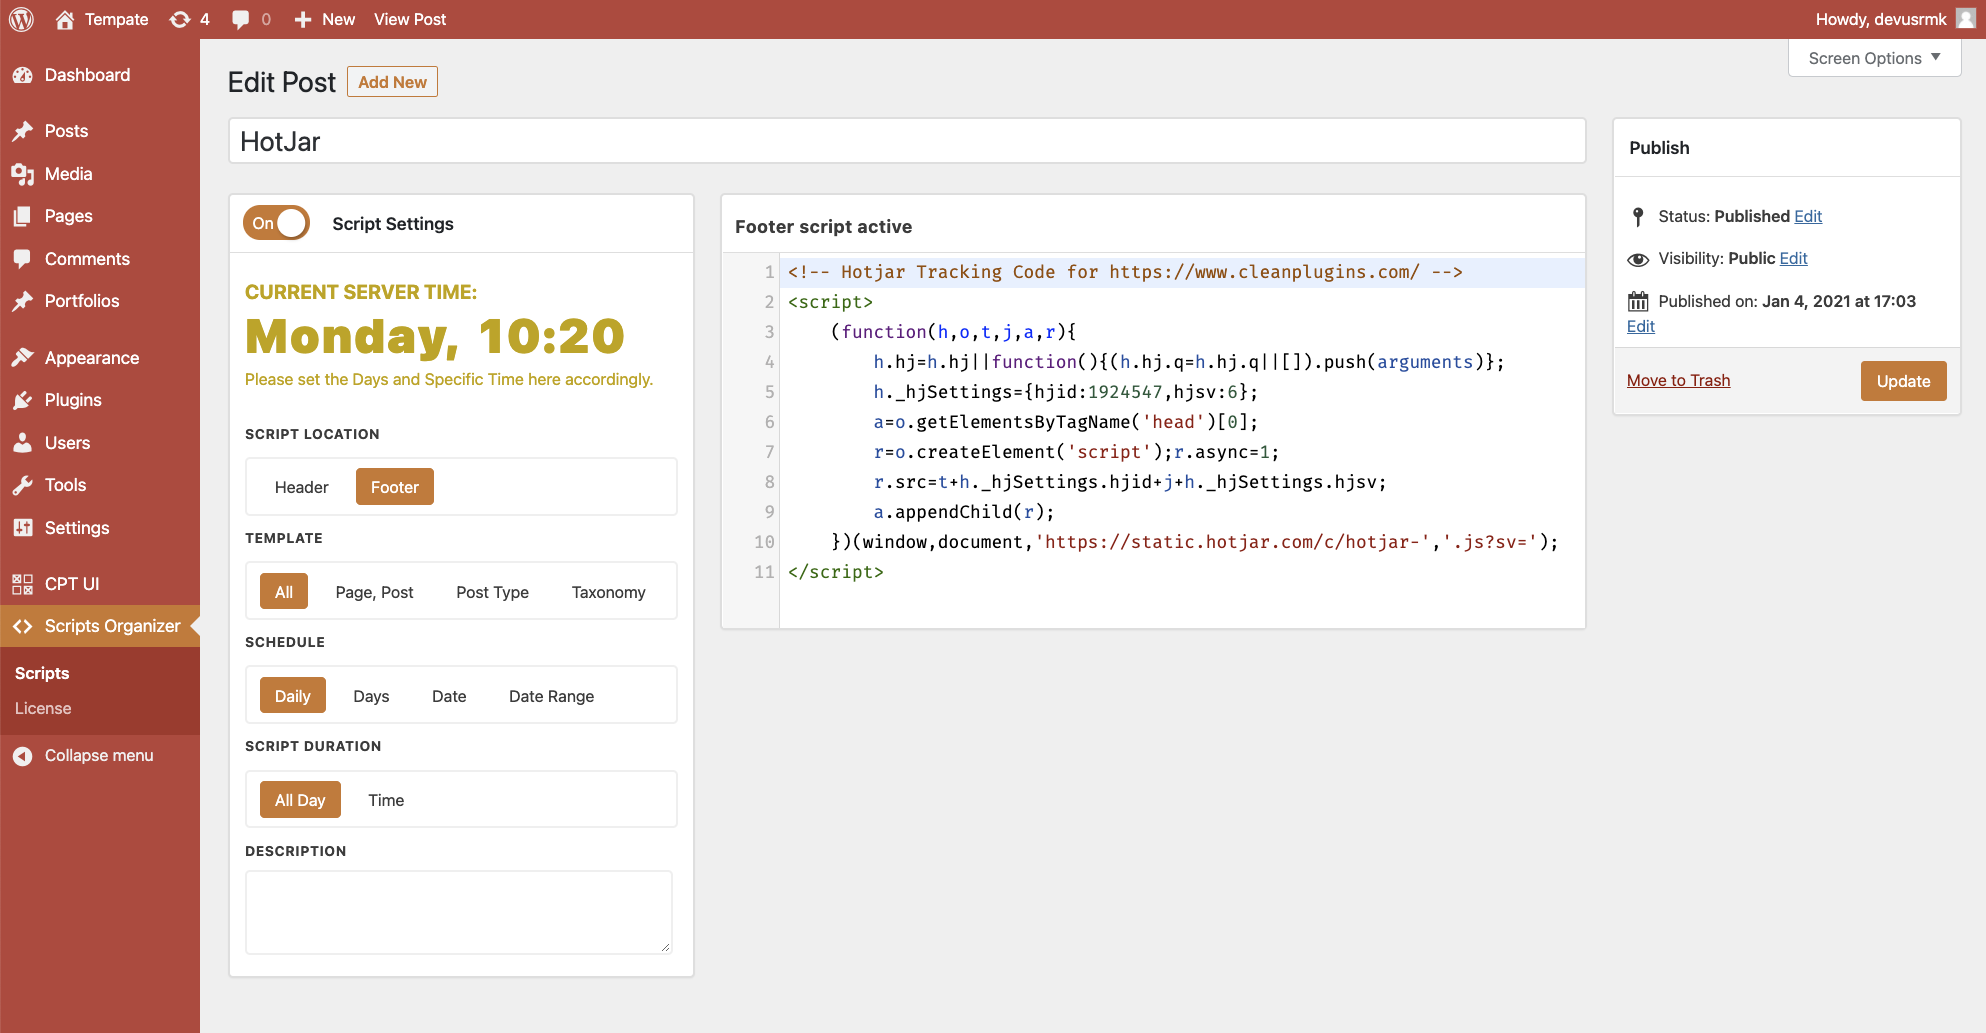 Tempate 4 0 New View Post Howdy, devusrmk
Screen Options
Dashboard
Posts
Media
Pages
Comments
Portfolios
Appearance
Plugins
Users
Tools
Settings
CPT UI
Scripts Organizer
Scripts
License
Collapse menu
Edit Post Add New
HotJar
On Script Settings
CURRENT SERVER TIME:
Monday, 10:20
Please set the Days and Specific Time here accordingly.
SCRIPT LOCATION
Header Footer
TEMPLATE
All Page, Post Post Type Taxonomy
SCHEDULE
Daily Days Date Date Range
SCRIPT DURATION
All Day Time
DESCRIPTION
Footer script active
1 <!-- Hotjar Tracking Code for https://www.cleanplugins.com/ -->
2 <script>
3     (function(h,o,t,j,a,r){
4         h.hj=h.hj||function(){(h.hj.q=h.hj.q||[]).push(arguments)};
5         h._hjSettings={hjid:1924547,hjsv:6};
6         a=o.getElementsByTagName('head')[0];
7         r=o.createElement('script');r.async=1;
8         r.src=t+h._hjSettings.hjid+j+h._hjSettings.hjsv;
9         a.appendChild(r);
10     })(window,document,'https://static.hotjar.com/c/hotjar-','.js?sv=');
11 </script>
Publish
Status: Published Edit
Visibility: Public Edit
Published on: Jan 4, 2021 at 17:03
Edit
Move to Trash Update